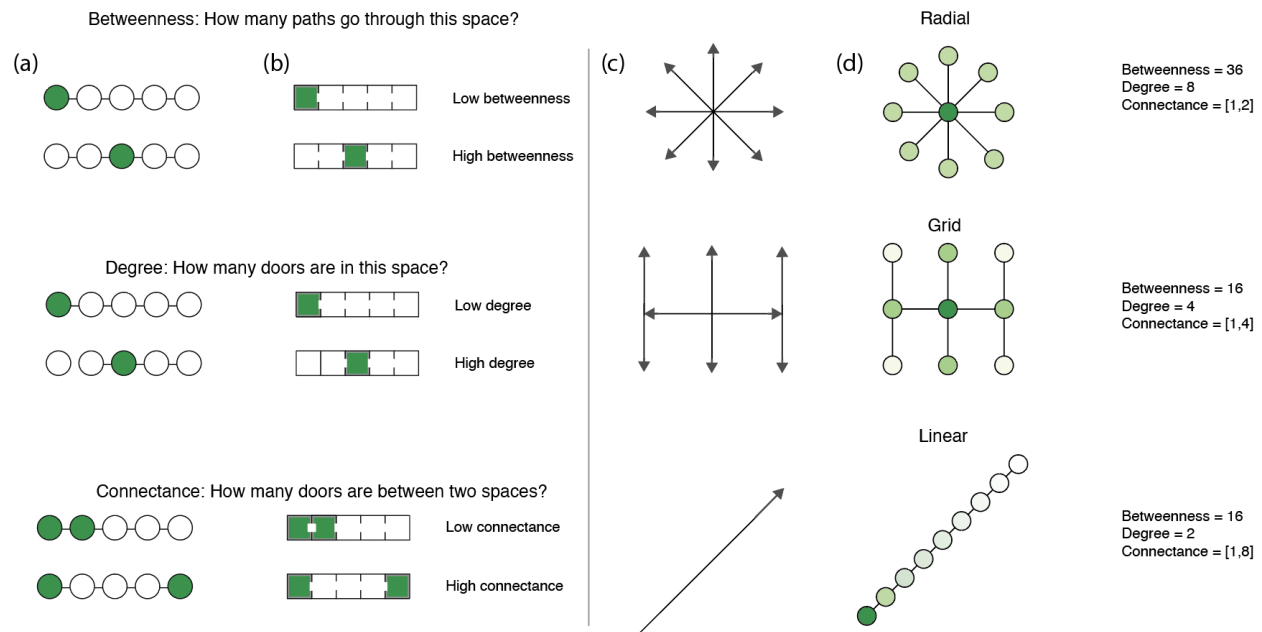 Betweenness: How many paths go through this space?
(a)
(b)
Low betweenness
High betweenness
Degree: How many doors are in this space?
Low degree
High degree
Connectance: How many doors are between two spaces?
Low connectance
High connectance
(c)
(d)
Radial
Betweenness = 36
Degree = 8
Connectance = [1,2]
Grid
Betweenness = 16
Degree = 4
Connectance = [1,4]
Linear
Betweenness = 16
Degree = 2
Connectance = [1,8]